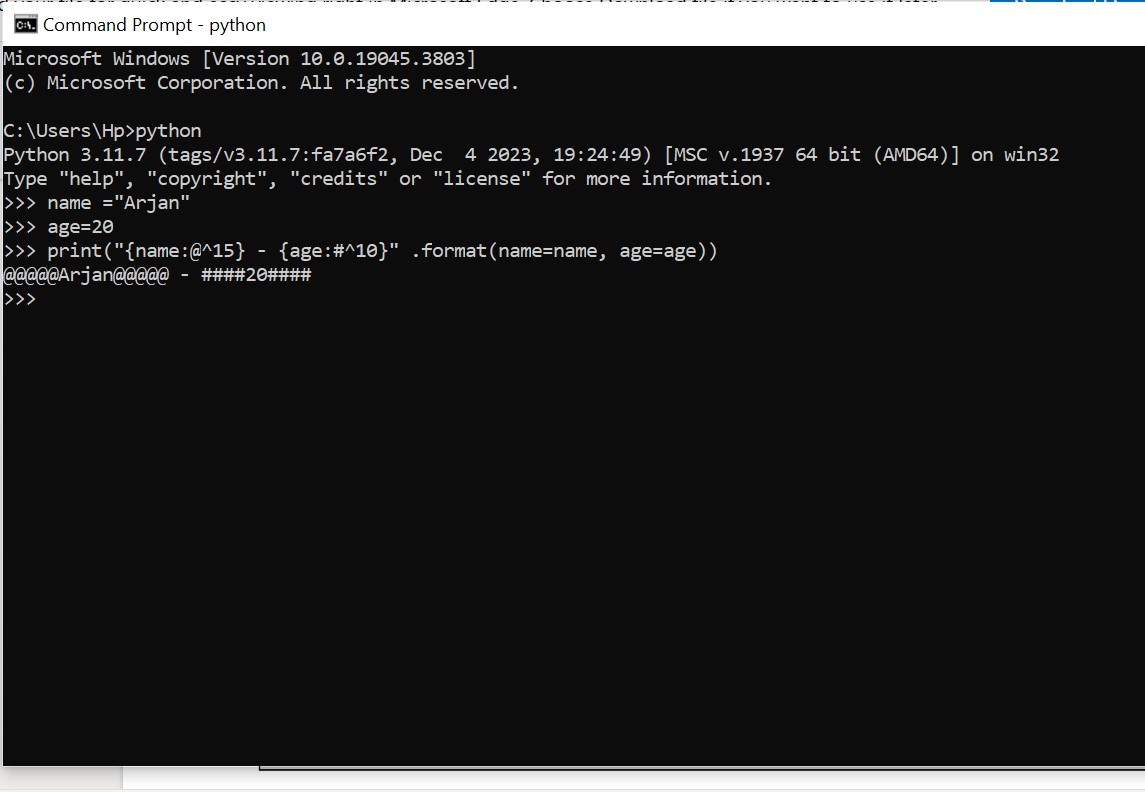 Command Prompt - python
Microsoft Windows [Version 10.0.19045.3803]
(c) Microsoft Corporation. All rights reserved.
C:\Users\Hp>python
Python 3.11.7 (tags/v3.11.7:fa7a6f2, Dec  4 2023, 19:24:49) [MSC v.1937 64 bit (AMD64)] on win32
Type "help", "copyright", "credits" or "license" for more information.
>>> name ="Arjan"
>>> age=20
>>> print("{name:@^15} - {age:#^10}" .format(name=name, age=age))
@@@@@Arjan@@@@@ - ####20####
>>>